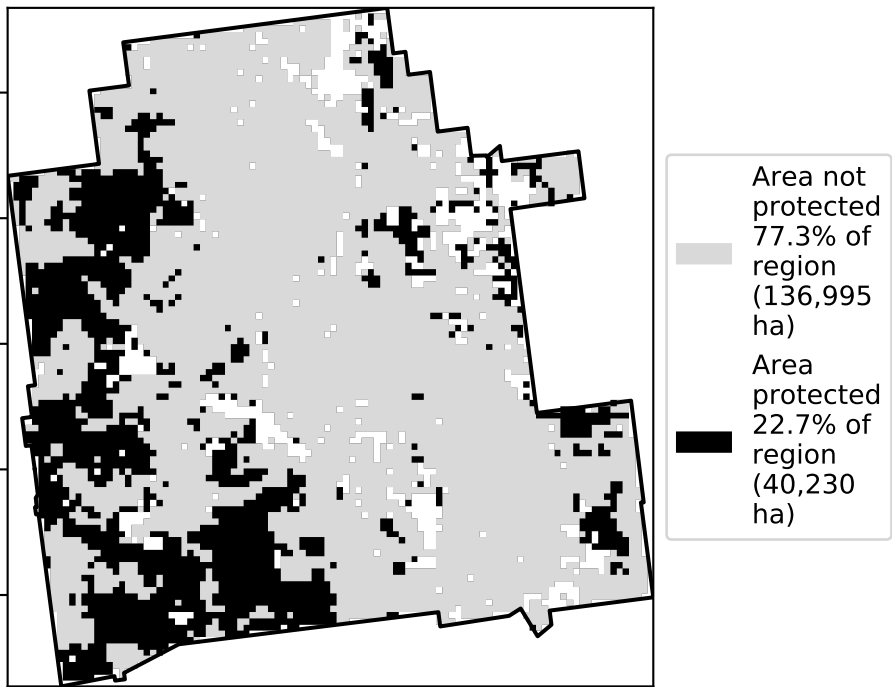 Area not
protected
77.3% of
region
(136,995
ha)
Area
protected
22.7% of
region
(40,230
ha)